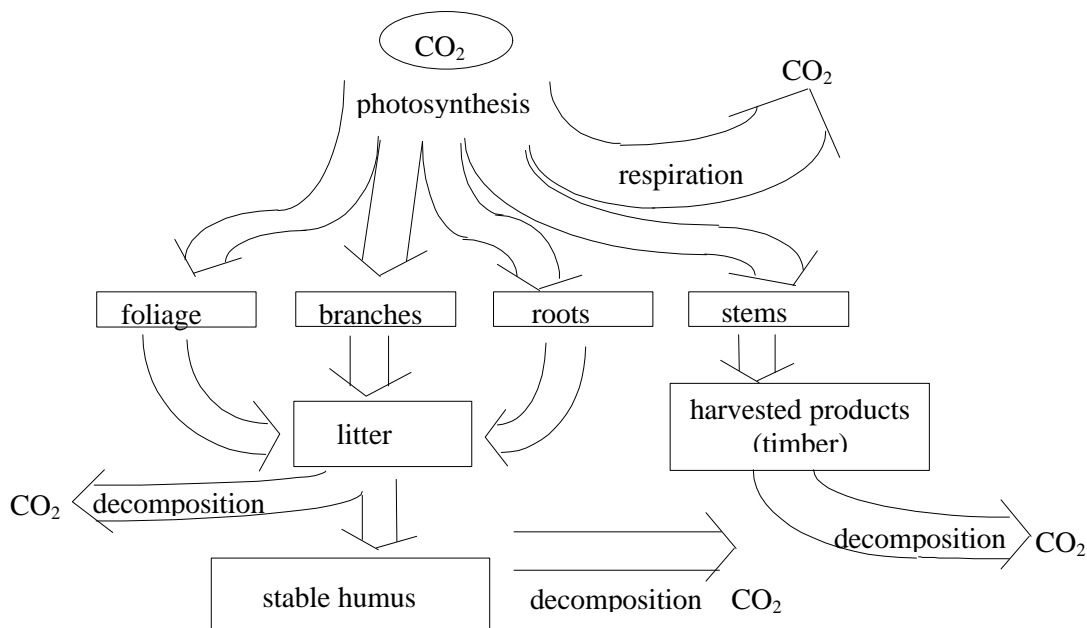 CO₂
CO₂
photosynthesis
respiration
foliage
branches
roots
stems
litter
harvested products
(timber)
CO₂
decomposition
decomposition
CO₂
stable humus
decomposition
CO₂